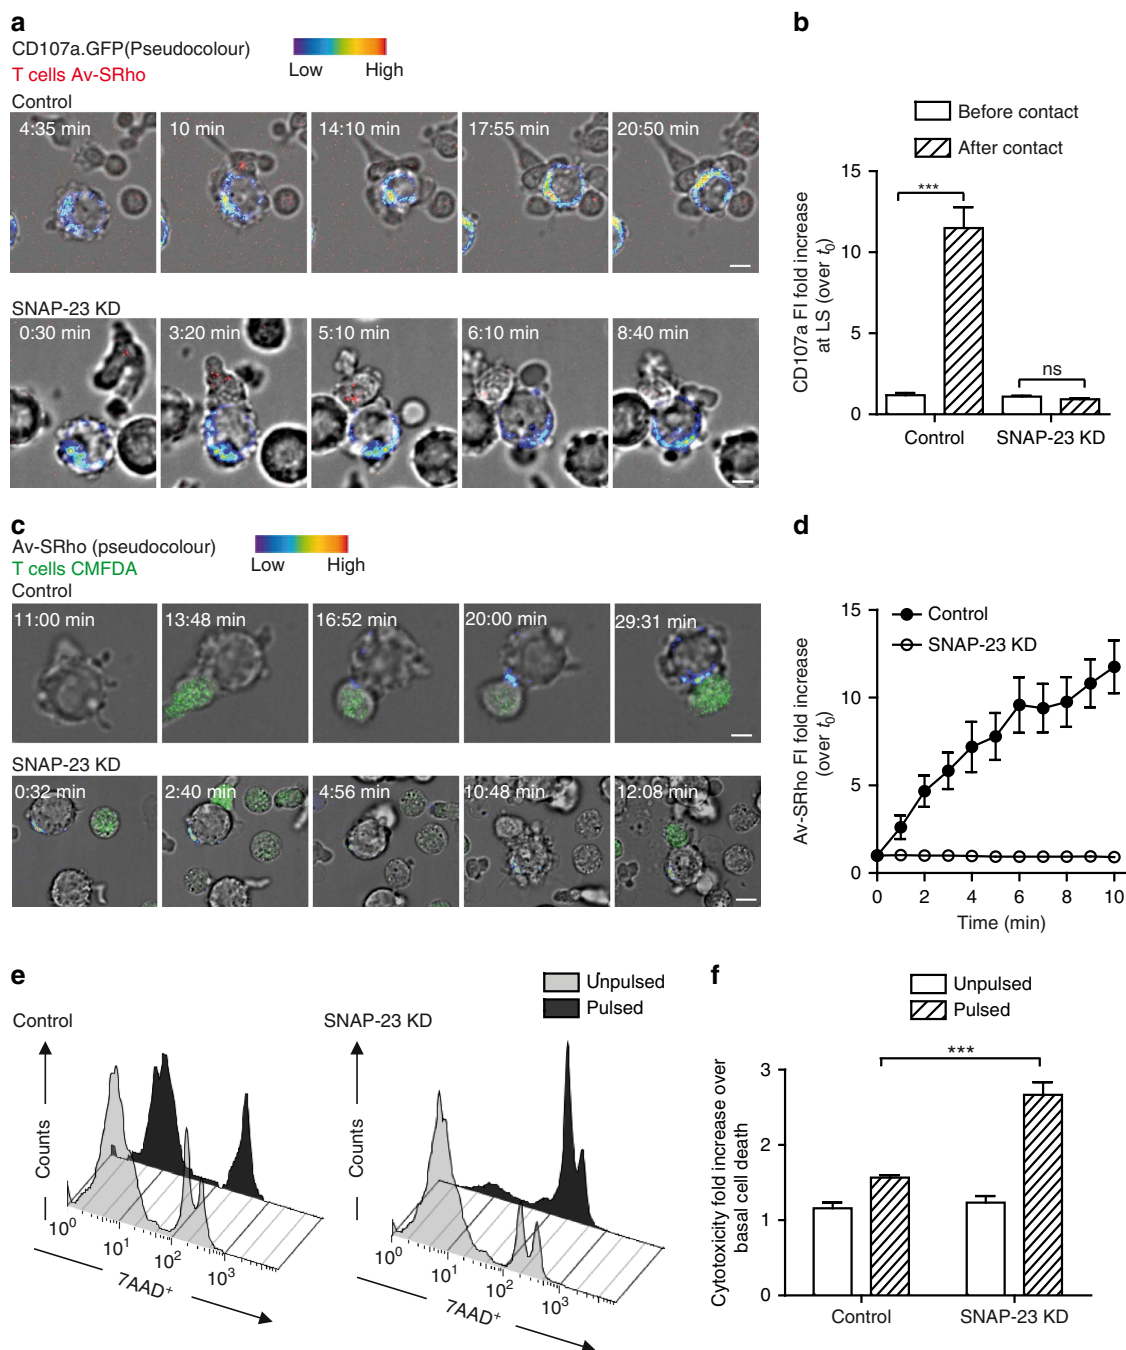 a
CD107a.GFP(Pseudocolour)
Low High
T cells Av-SRho
Control
4:35 min 10 min 14:10 min 17:55 min 20:50 min
SNAP-23 KD
0:30 min 3:20 min 5:10 min 6:10 min 8:40 min
b
Before contact
After contact
CD107a FI fold increase
at LS (over t0)
15
10
5
0
***
ns
Control SNAP-23 KD
c
Av-SRho (pseudocolour)
Low High
T cells CMFDA
Control
11:00 min 13:48 min 16:52 min 20:00 min 29:31 min
SNAP-23 KD
0:32 min 2:40 min 4:56 min 10:48 min 12:08 min
d
Control
SNAP-23 KD
Av-SRho FI fold increase
(over t0)
15
10
5
0
0 2 4 6 8 10
Time (min)
e
Unpulsed
Pulsed
Control
Counts
10^0 10^1 10^2 10^3
7AAD+
SNAP-23 KD
Counts
10^0 10^1 10^2 10^3
7AAD+
f
Unpulsed
Pulsed
Cytotoxicity fold increase over
basal cell death
3
2
1
0
***
Control SNAP-23 KD